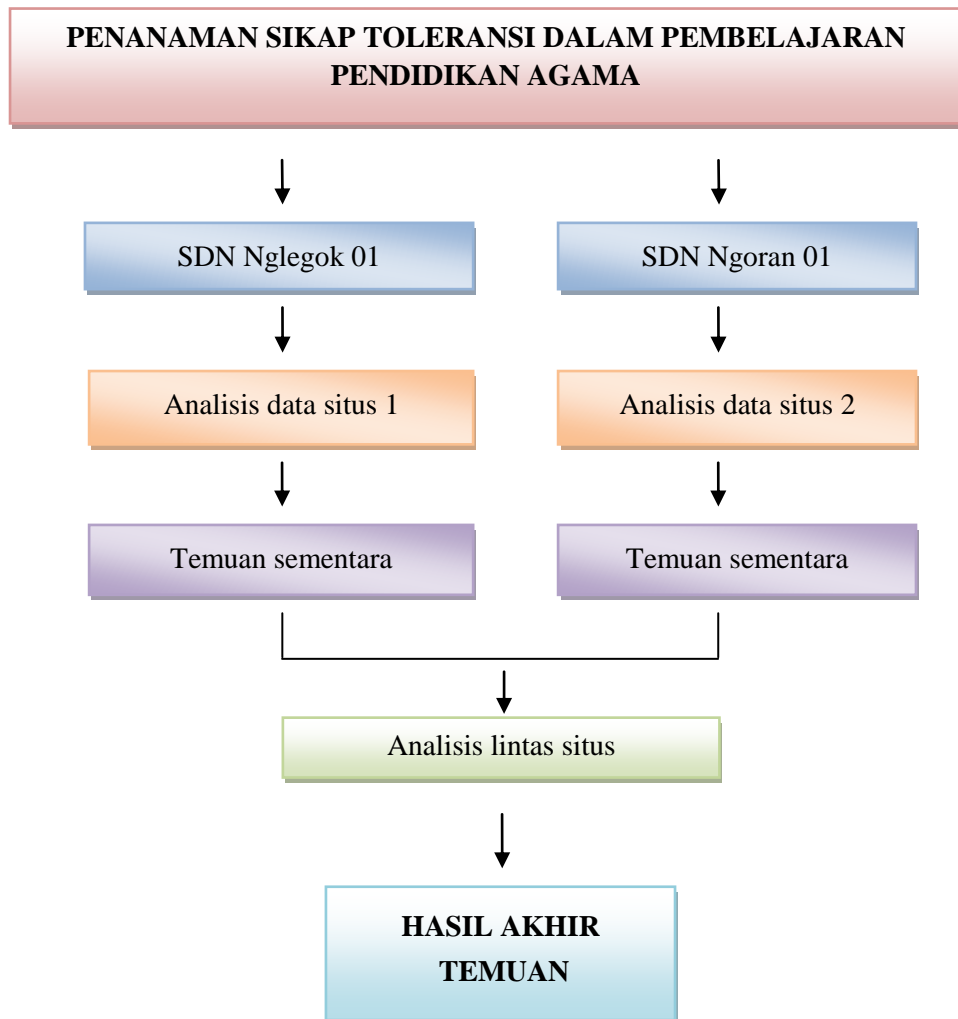 PENANAMAN SIKAP TOLERANSI DALAM PEMBELAJARAN
PENDIDIKAN AGAMA
SDN Nglegok 01
SDN Ngoran 01
Analisis data situs 1
Analisis data situs 2
Temuan sementara
Temuan sementara
Analisis lintas situs
HASIL AKHIR
TEMUAN